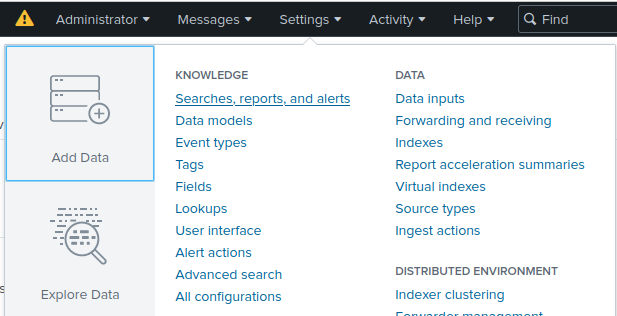 Administrator Messages Settings Activity Help Find
Add Data
Explore Data
KNOWLEDGE
Searches, reports, and alerts
Data models
Event types
Tags
Fields
Lookups
User interface
Alert actions
Advanced search
All configurations
DATA
Data inputs
Forwarding and receiving
Indexes
Report acceleration summaries
Virtual indexes
Source types
Ingest actions
DISTRIBUTED ENVIRONMENT
Indexer clustering
Forwarder management